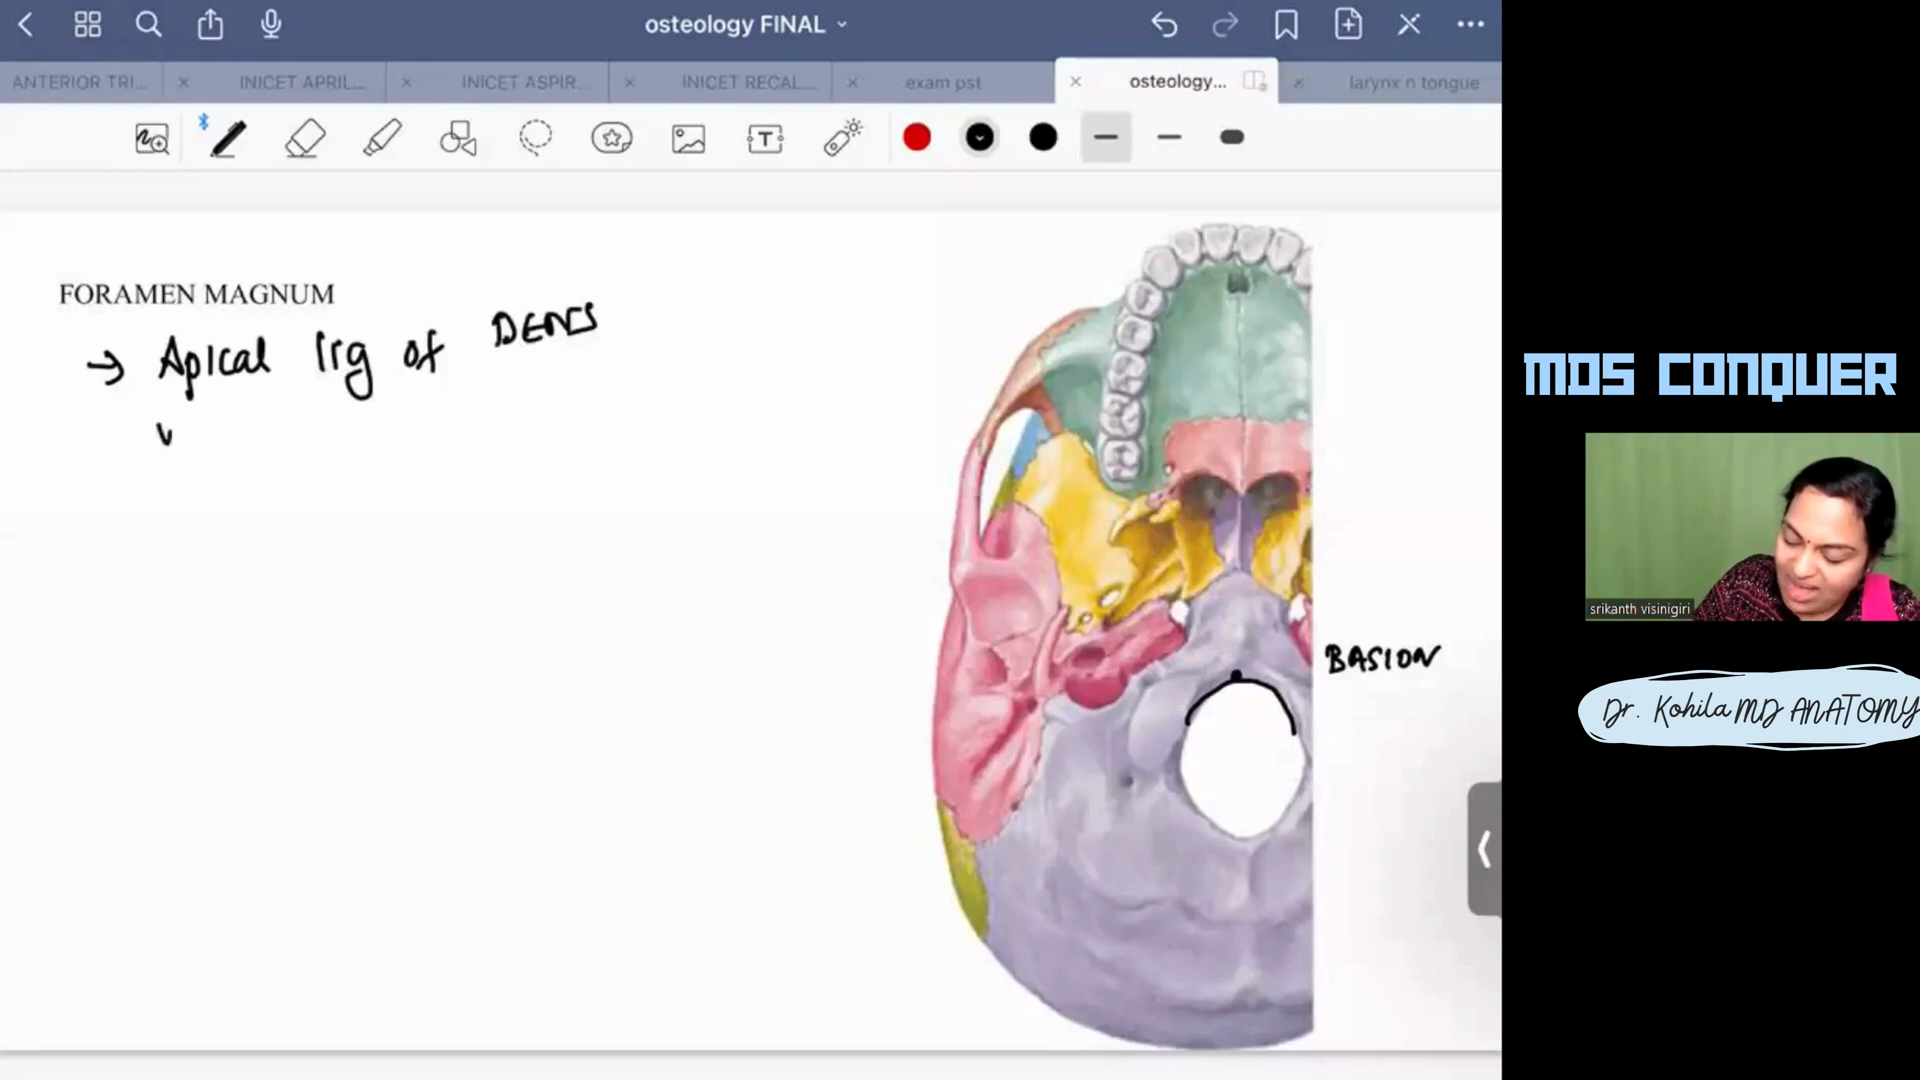 osteology FINAL
ANTERIOR TRI...
INICET APRIL...
INICET ASPIR...
INICET RECAL...
exam pst
osteology...
larynx n tongue
T
FORAMEN MAGNUM
→ Apical lig of DENS
v
BASION
MDS CONQUER
srikanth visinigiri
Dr. Kohila MD ANATOMY